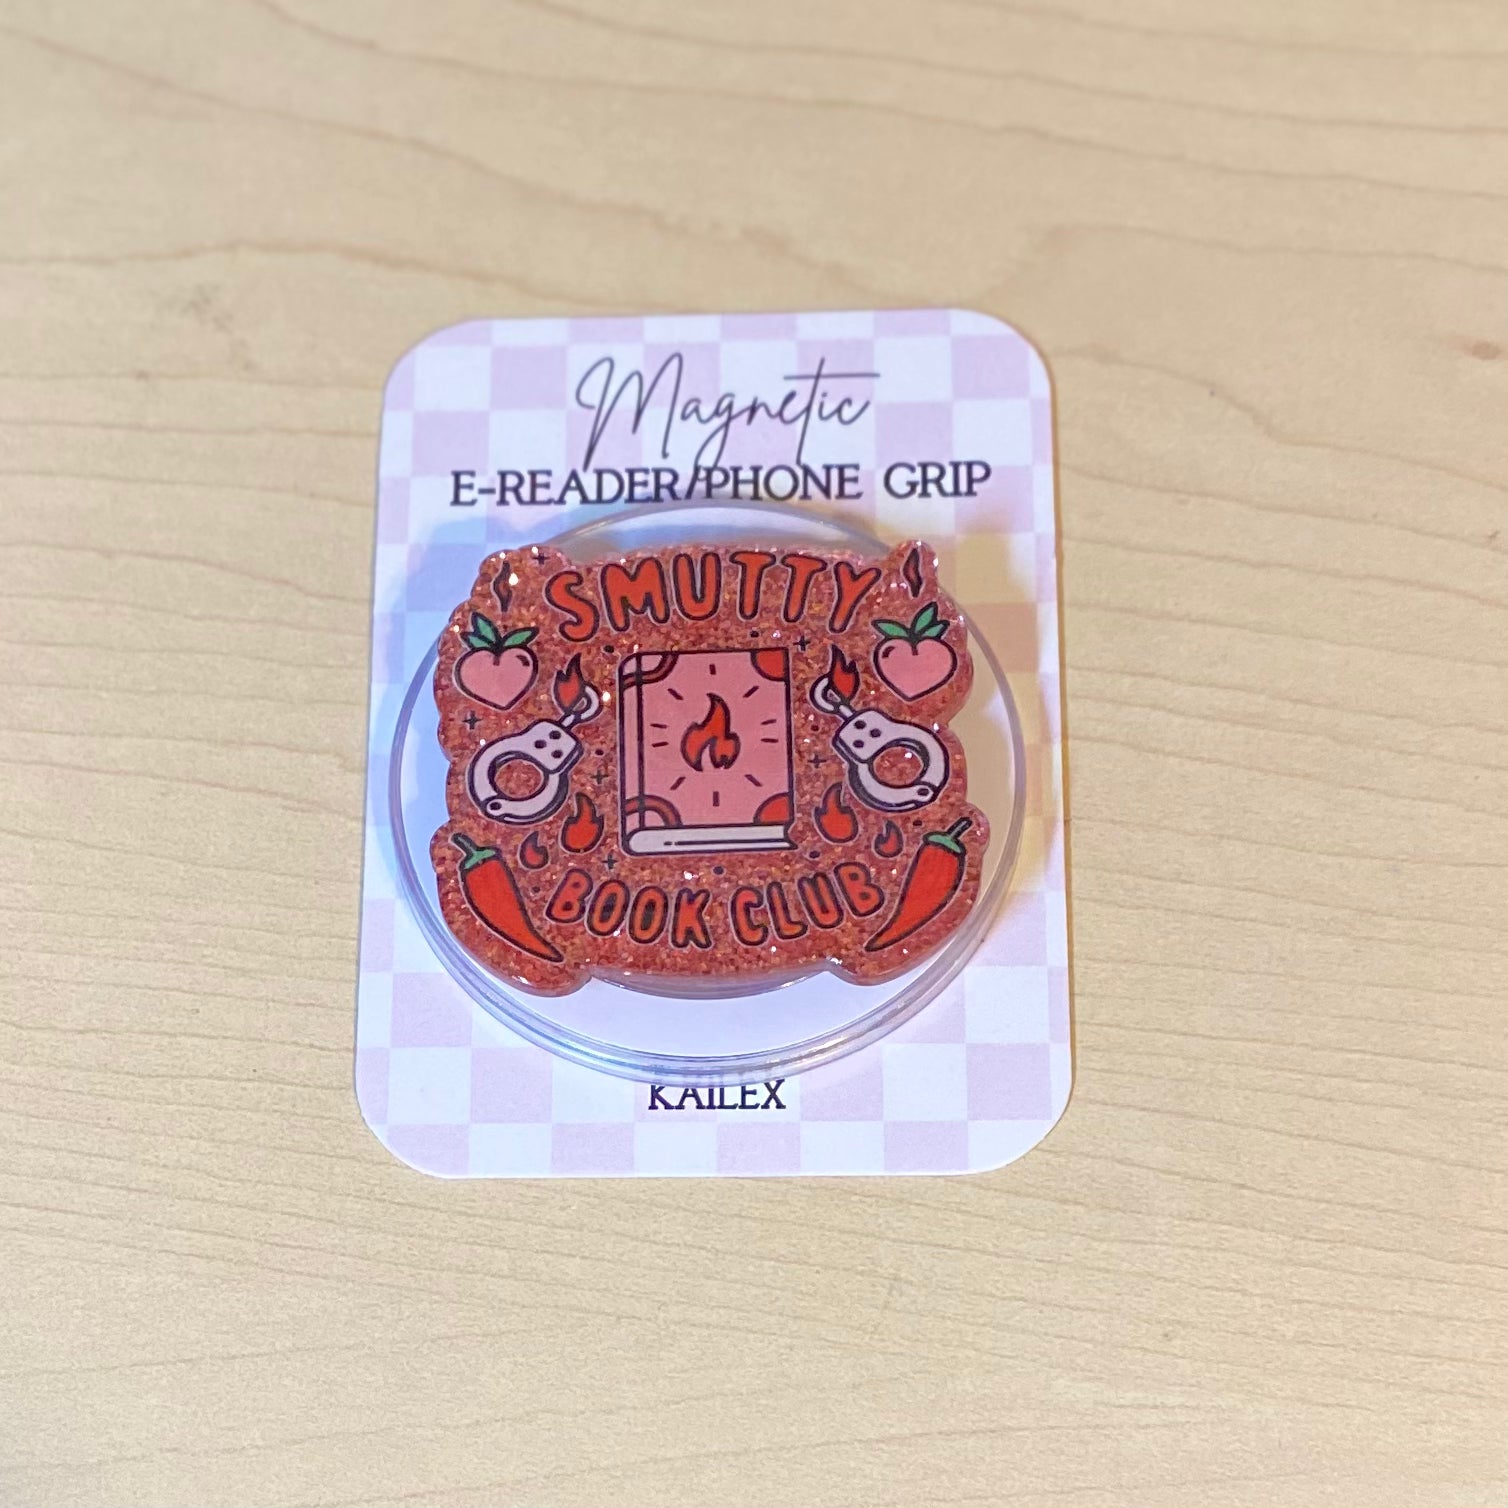 Magnetic
E-READER/PHONE GRIP
SMUTTY
BOOK CLUB
KAILEX